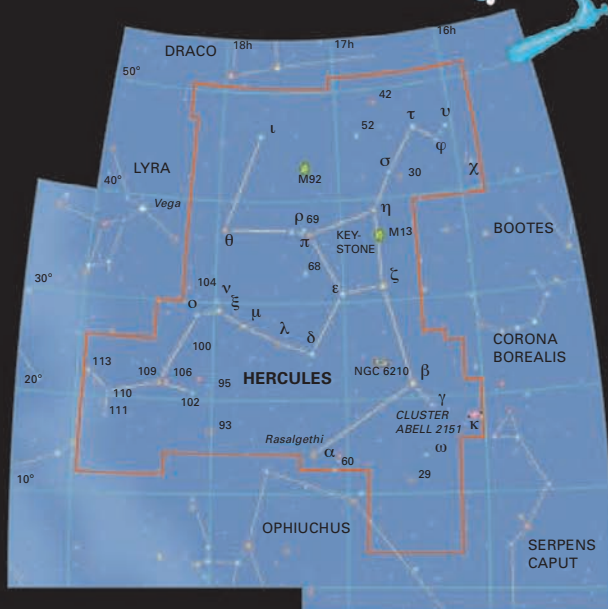 DRACO
18h
17h
16h
50°
42
τ
υ
ι
52
φ
LYRA
σ
χ
M92
30
40°
Vega
η
ρ 69
BOOTES
θ
π
KEY-
STONE
M13
68
30°
104
ν
ε
ζ
ο
ξ
μ
λ
δ
100
CORONA
BOREALIS
113
NGC 6210
β
109
106
HERCULES
20°
95
110
102
γ
111
CLUSTER
ABELL 2151
κ
93
Rasalgethi
α
60
ω
10°
29
OPHIUCHUS
SERPENS
CAPUT